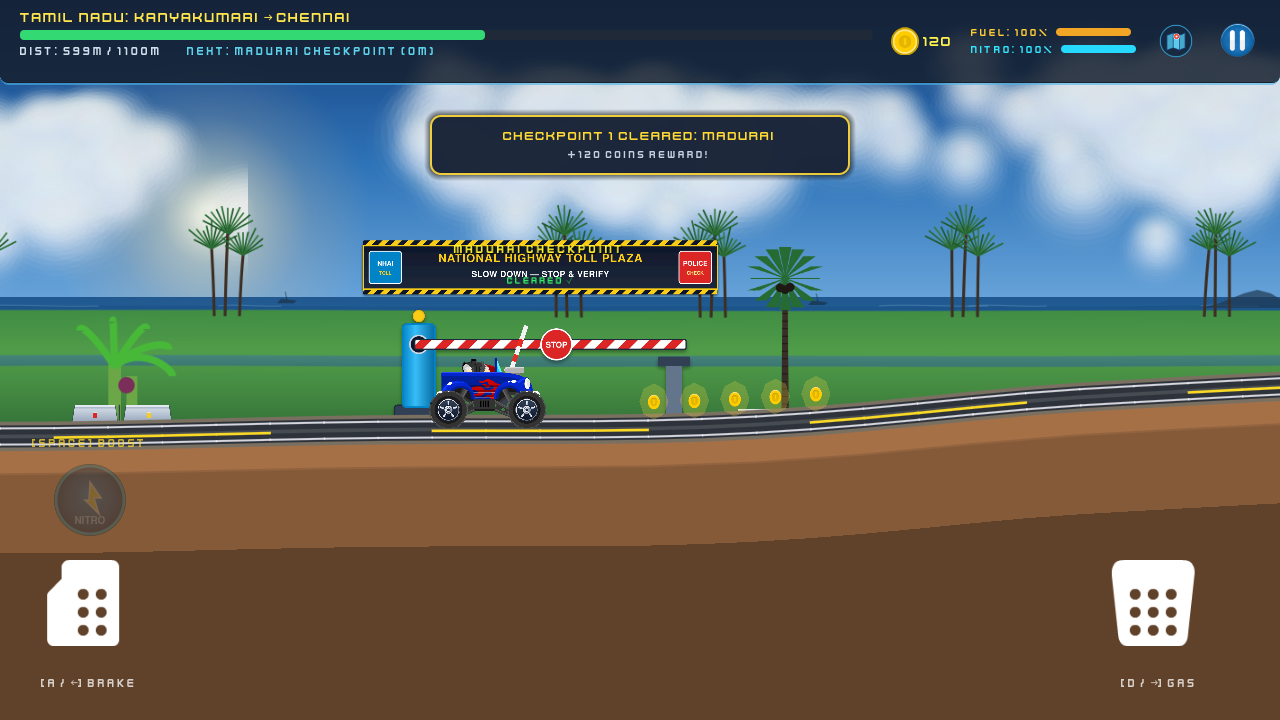 TAMIL NADU: KANYAKUMARI → CHENNAI
DIST: 599M / 1100M
NEXT: MADURAI CHECKPOINT (0M)
120
FUEL: 100%
NITRO: 100%
CHECKPOINT 1 CLEARED: MADURAI
+120 COINS REWARD!
MADURAI CHECKPOINT
NATIONAL HIGHWAY TOLL PLAZA
NHAI
TOLL
SLOW DOWN — STOP & VERIFY
POLICE
CHECK
CLEARED ✓
STOP
[SPACE] BOOST
NITRO
[A / ←] BRAKE
[D / →] GAS